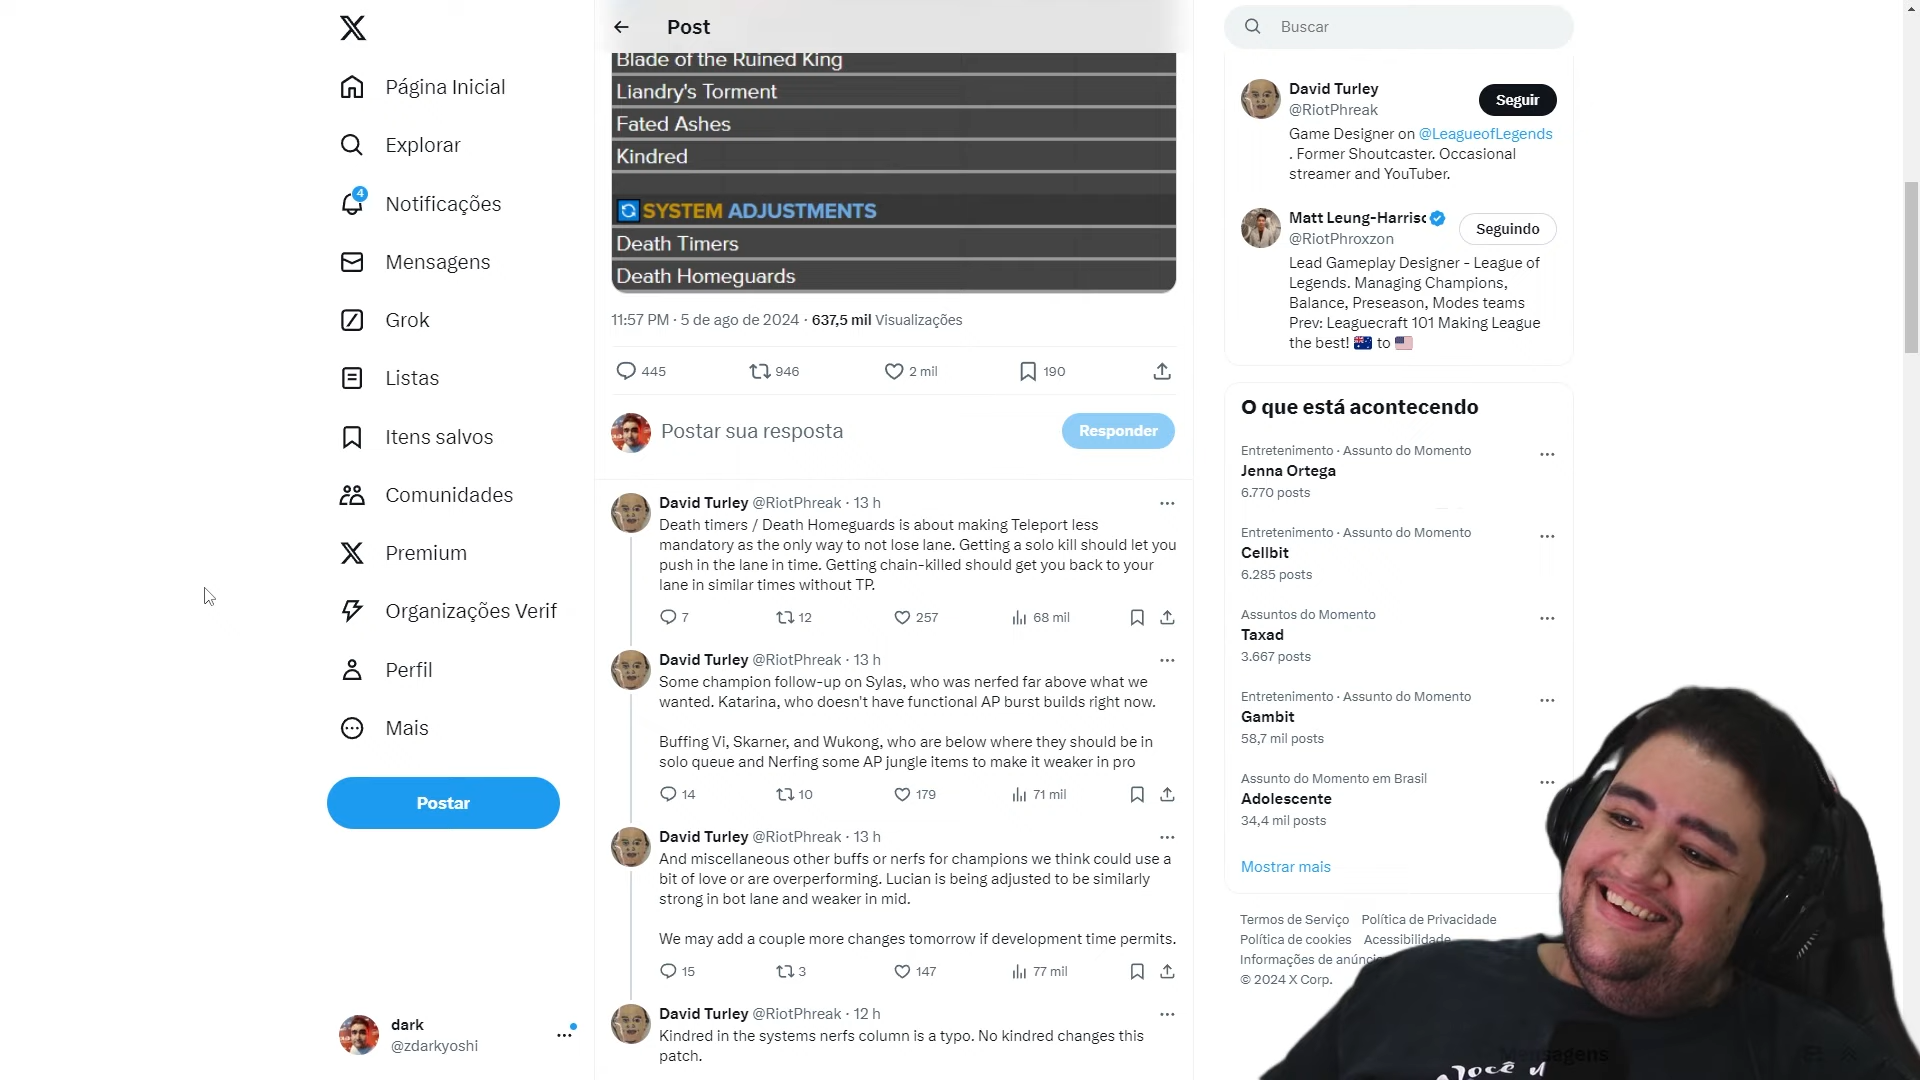 Página Inicial
Explorar
4
Notificações
Mensagens
Grok
Listas
Itens salvos
Comunidades
Premium
Organizações Verif
Perfil
Mais
Postar
dark
@zdarkyoshi
Post
Blade of the Ruined King
Liandry's Torment
Fated Ashes
Kindred
SYSTEM ADJUSTMENTS
Death Timers
Death Homeguards
11:57 PM · 5 de ago de 2024 · 637,5 mil Visualizações
445 946 2 mil 190
Postar sua resposta
Responder
David Turley @RiotPhreak · 13 h
Death timers / Death Homeguards is about making Teleport less
mandatory as the only way to not lose lane. Getting a solo kill should let you
push in the lane in time. Getting chain-killed should get you back to your
lane in similar times without TP.
7 12 257 68 mil
David Turley @RiotPhreak · 13 h
Some champion follow-up on Sylas, who was nerfed far above what we
wanted. Katarina, who doesn't have functional AP burst builds right now.
Buffing Vi, Skarner, and Wukong, who are below where they should be in
solo queue and Nerfing some AP jungle items to make it weaker in pro
14 10 179 71 mil
David Turley @RiotPhreak · 13 h
And miscellaneous other buffs or nerfs for champions we think could use a
bit of love or are overperforming. Lucian is being adjusted to be similarly
strong in bot lane and weaker in mid.
We may add a couple more changes tomorrow if development time permits.
15 3 147 77 mil
David Turley @RiotPhreak · 12 h
Kindred in the systems nerfs column is a typo. No kindred changes this
patch.
Buscar
David Turley
@RiotPhreak
Seguir
Game Designer on @LeagueofLegends
. Former Shoutcaster. Occasional
streamer and YouTuber.
Matt Leung-Harrisc
@RiotPhroxzon
Seguindo
Lead Gameplay Designer - League of
Legends. Managing Champions,
Balance, Preseason, Modes teams
Prev: Leaguecraft 101 Making League
the best! 🇦🇺 to 🇺🇸
O que está acontecendo
Entretenimento · Assunto do Momento
Jenna Ortega
6.770 posts
Entretenimento · Assunto do Momento
Cellbit
6.285 posts
Assuntos do Momento
Taxad
3.667 posts
Entretenimento · Assunto do Momento
Gambit
58,7 mil posts
Assunto do Momento em Brasil
Adolescente
34,4 mil posts
Mostrar mais
Termos de Serviço Política de Privacidade
Política de cookies Acessibilidade
Informações de anúnc
© 2024 X Corp.
Mensagens
Você